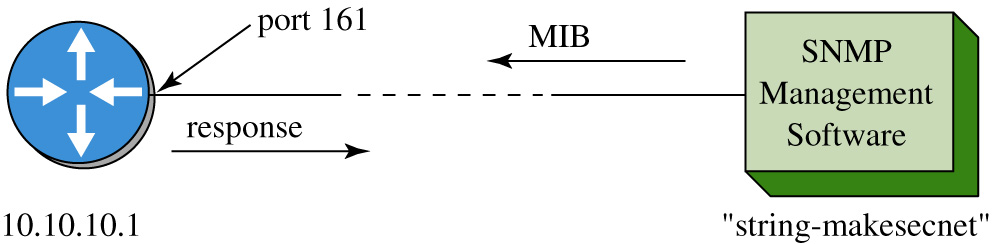 port 161
MIB
SNMP
Management
Software
response
10.10.10.1
"string-makesecnet"